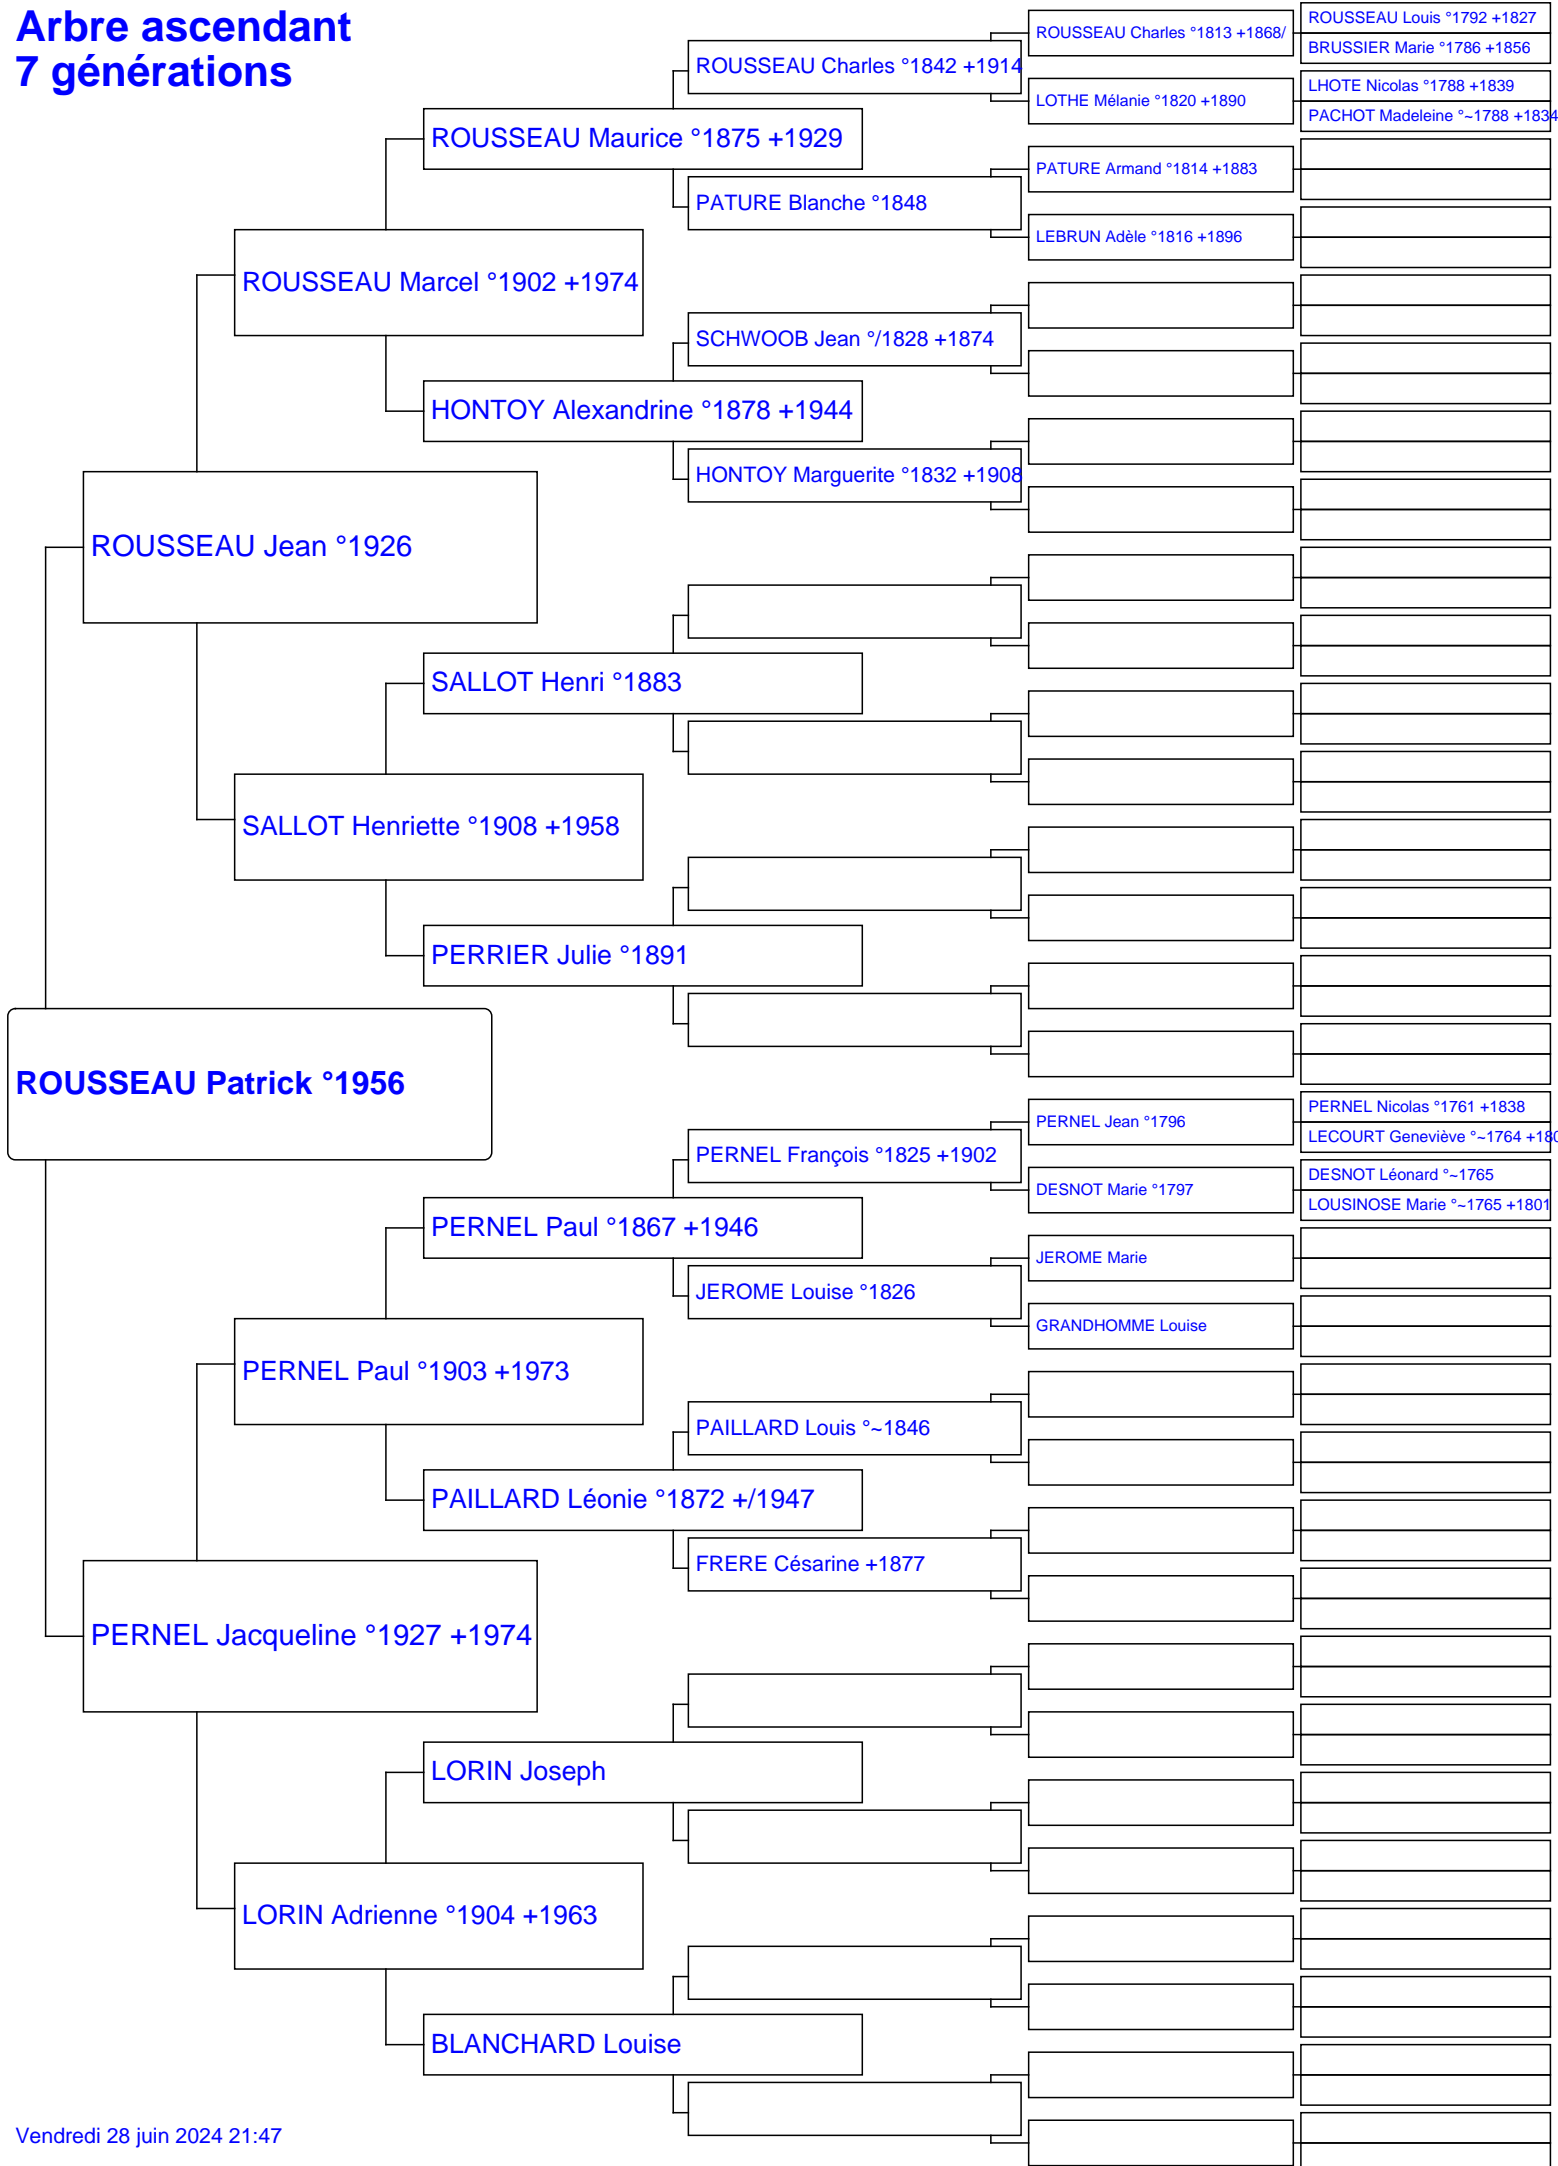 Arbre ascendant
7 générations
ROUSSEAU Patrick °1956
ROUSSEAU Jean °1926
PERNEL Jacqueline °1927 +1974
ROUSSEAU Marcel °1902 +1974
SALLOT Henriette °1908 +1958
PERNEL Paul °1903 +1973
LORIN Adrienne °1904 +1963
ROUSSEAU Maurice °1875 +1929
HONTOY Alexandrine °1878 +1944
SALLOT Henri °1883
PERRIER Julie °1891
PERNEL Paul °1867 +1946
PAILLARD Léonie °1872 +/1947
LORIN Joseph
BLANCHARD Louise
ROUSSEAU Charles °1842 +1914
PATURE Blanche °1848
SCHWOOB Jean °/1828 +1874
HONTOY Marguerite °1832 +1908
PERNEL François °1825 +1902
JEROME Louise °1826
PAILLARD Louis °~1846
FRERE Césarine +1877
ROUSSEAU Charles °1813 +1868/
LOTHE Mélanie °1820 +1890
PATURE Armand °1814 +1883
LEBRUN Adèle °1816 +1896
PERNEL Jean °1796
DESNOT Marie °1797
JEROME Marie
GRANDHOMME Louise
ROUSSEAU Louis °1792 +1827
BRUSSIER Marie °1786 +1856
LHOTE Nicolas °1788 +1839
PACHOT Madeleine °~1788 +1834
PERNEL Nicolas °1761 +1838
LECOURT Geneviève °~1764
DESNOT Léonard °~1765
LOUSINOSE Marie °~1765 +1801
Vendredi 28 juin 2024 21:47